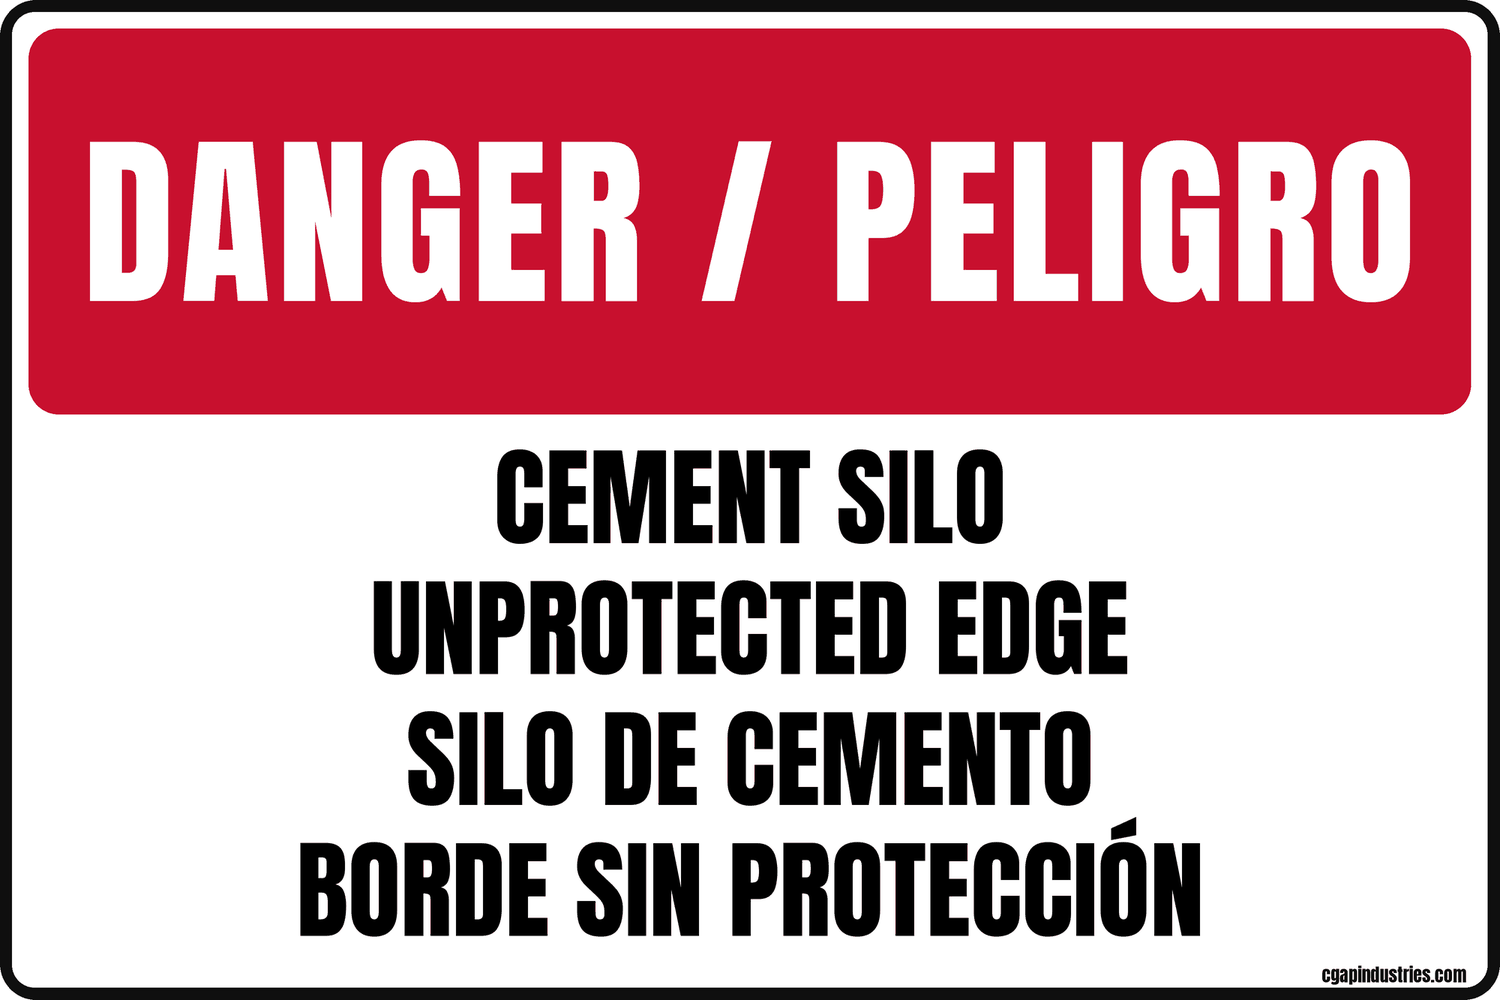 DANGER / PELIGRO
CEMENT SILO
UNPROTECTED EDGE
SILO DE CEMENTO
BORDE SIN PROTECCIÓN
cgapindustries.com